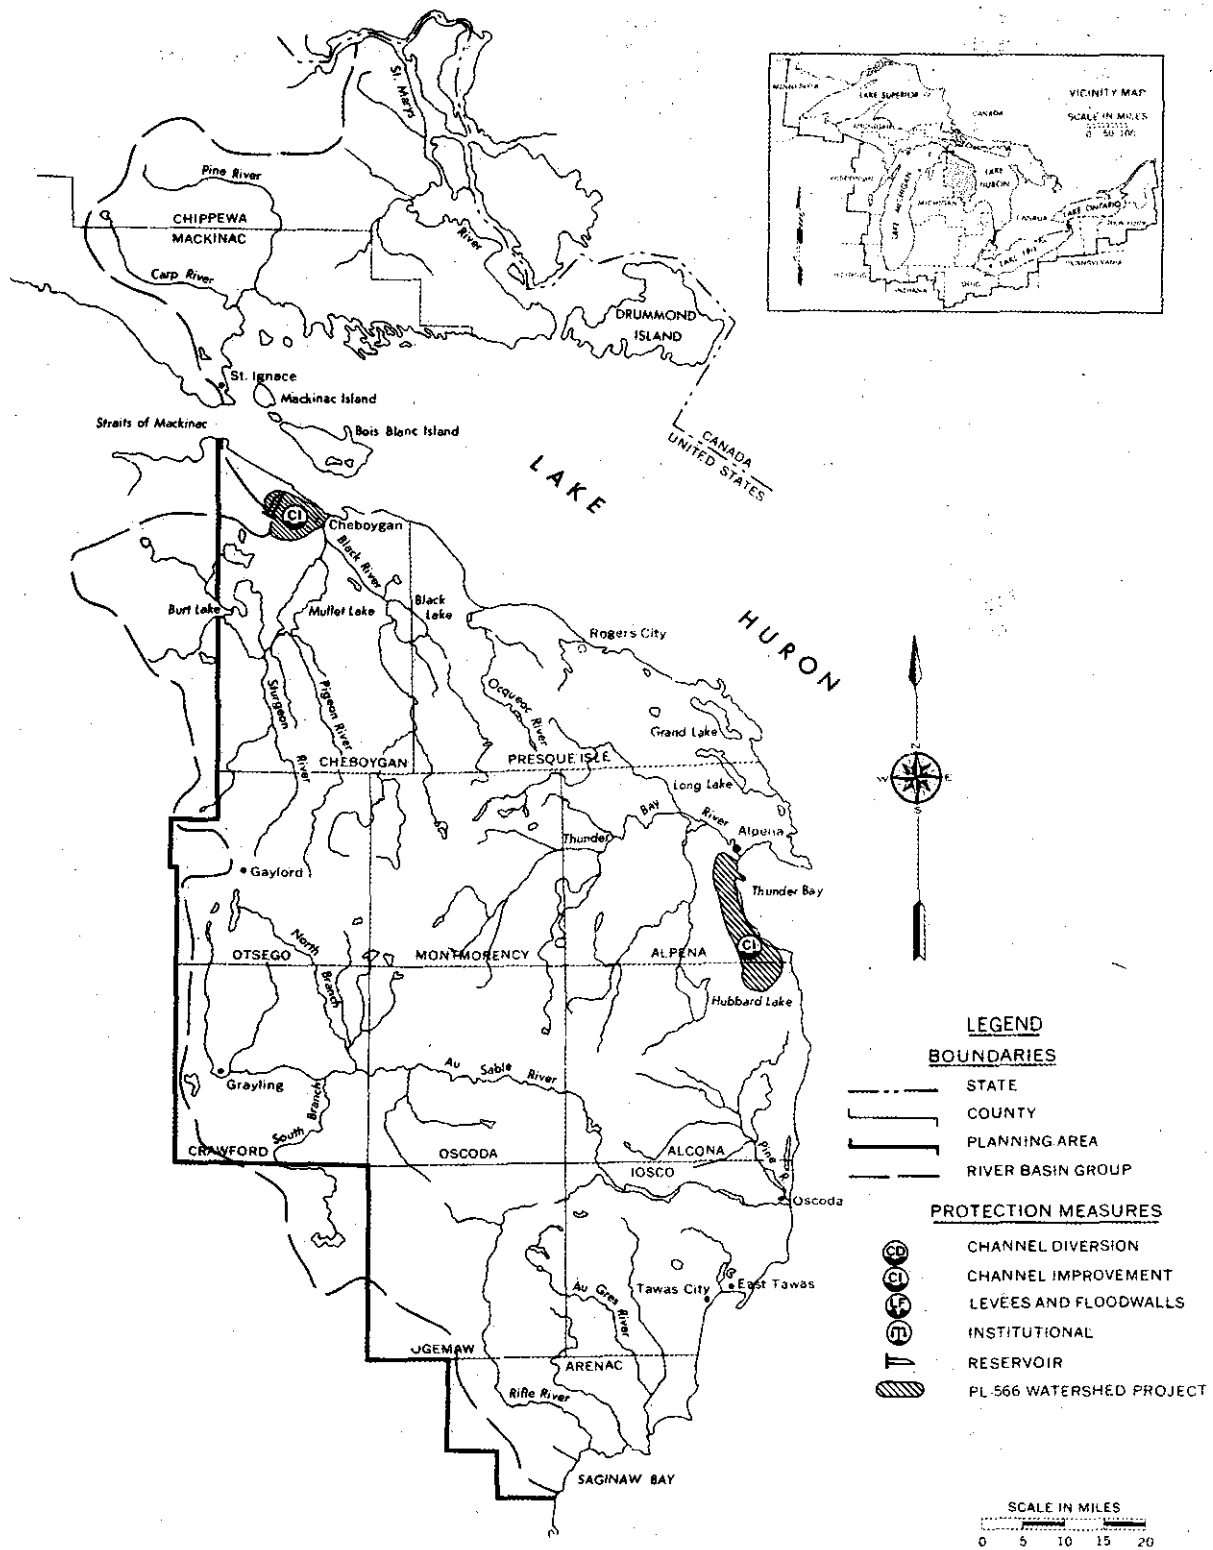 St. Marys
River
Pine River
CHIPPEWA
MACKINAC
Carp River
DRUMMOND
ISLAND
St. Ignace
Mackinac Island
Straits of Mackinac
Bois Blanc Island
CANADA
UNITED STATES
LAKE
HURON
VICINITY MAP
SCALE IN MILES
0 50 100
LAKE SUPERIOR
CANADA
LAKE
HURON
LAKE MICHIGAN
MICHIGAN
CANADA
LAKE ONTARIO
NEW YORK
LAKE ERIE
PENNSYLVANIA
INDIANA
OHIO
CI
Cheboygan
Black River
Burt Lake
Mullet Lake
Black
Lake
Rogers City
Sturgeon
River
Pigeon River
Ocqueoc River
Grand Lake
CHEBOYGAN
PRESQUE ISLE
Long Lake
Thunder
Bay
River
Alpena
Gaylord
Thunder Bay
North
Branch
CI
OTSEGO
MONTMORENCY
ALPENA
Hubbard Lake
Grayling
Au
Sable
River
South Branch
CRAWFORD
OSCODA
ALCONA
IOSCO
Pine R
Oscoda
Au Gres
River
Tawas City
East Tawas
OGEMAW
ARENAC
Rifle River
SAGINAW BAY
N
W
E
S
LEGEND
BOUNDARIES
STATE
COUNTY
PLANNING AREA
RIVER BASIN GROUP
PROTECTION MEASURES
CD CHANNEL DIVERSION
CI CHANNEL IMPROVEMENT
LF LEVEES AND FLOODWALLS
INSTITUTIONAL
RESERVOIR
PL-566 WATERSHED PROJECT
SCALE IN MILES
0 5 10 15 20